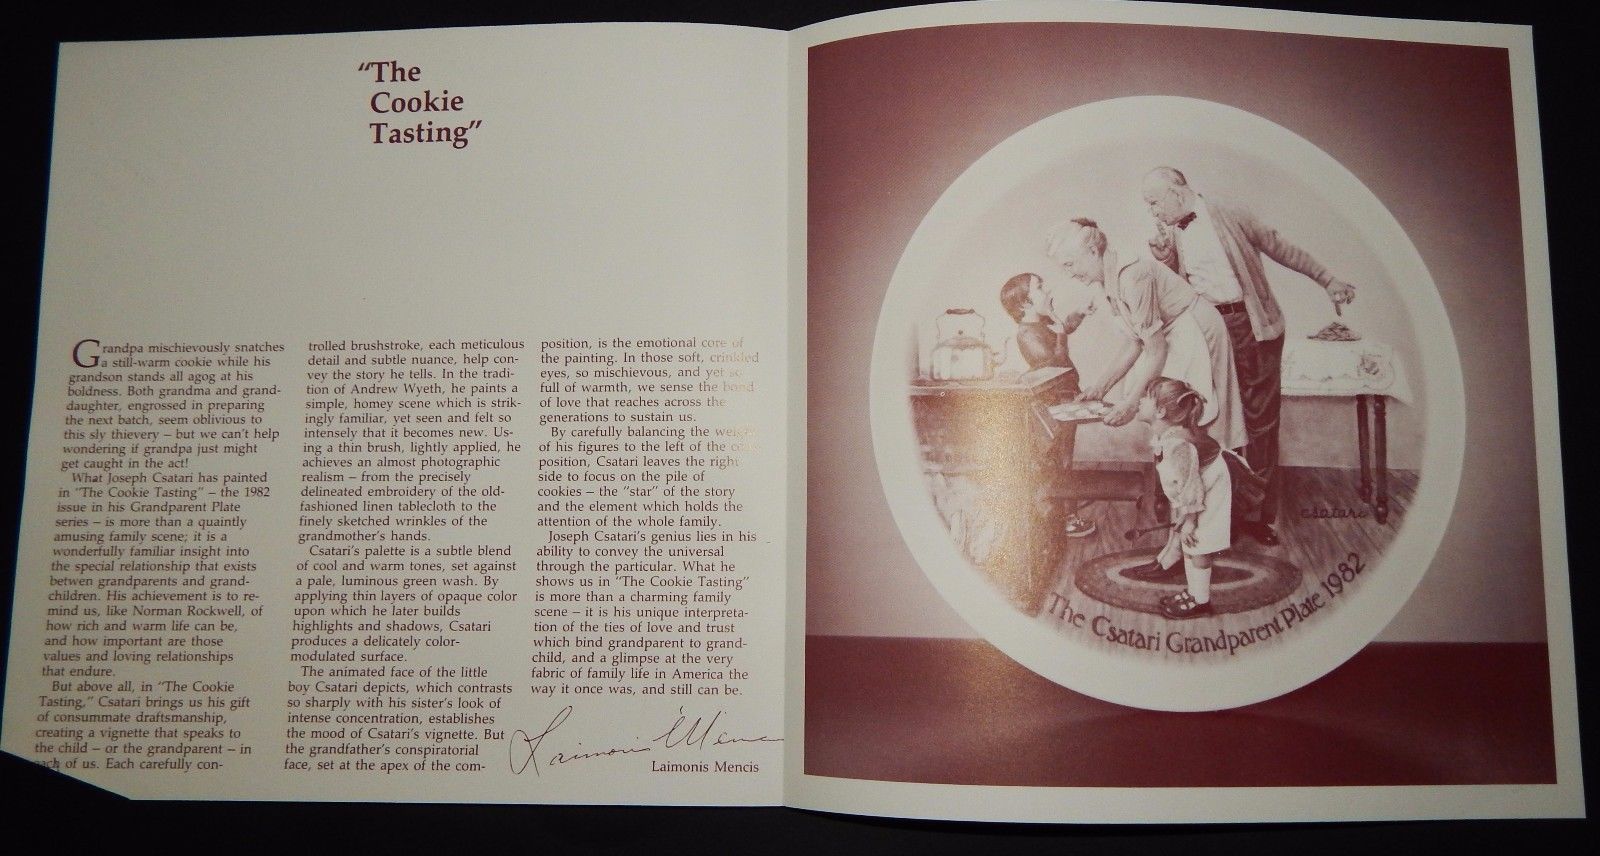 "The
Cookie
Tasting"
Grandpa mischievously snatches
a still-warm cookie while his
grandson stands all agog at his
boldness. Both grandma and grand-
daughter, engrossed in preparing
the next batch, seem oblivious to
this sly thievery – but we can't help
wondering if grandpa just might
get caught in the act!
What Joseph Csatari has painted
in "The Cookie Tasting" – the 1982
issue in his Grandparent Plate
series – is more than a quaintly
amusing family scene; it is a
wonderfully familiar insight into
the special relationship that exists
betwen grandparents and grand-
children. His achievement is to re-
mind us, like Norman Rockwell, of
how rich and warm life can be,
and how important are those
values and loving relationships
that endure.
But above all, in "The Cookie
Tasting," Csatari brings us his gift
of consummate draftsmanship,
creating a vignette that speaks to
the child – or the grandparent – in
each of us. Each carefully con-
trolled brushstroke, each meticulous
detail and subtle nuance, help con-
vey the story he tells. In the tradi-
tion of Andrew Wyeth, he paints a
simple, homey scene which is strik-
ingly familiar, yet seen and felt so
intensely that it becomes new. Us-
ing a thin brush, lightly applied, he
achieves an almost photographic
realism – from the precisely
delineated embroidery of the old-
fashioned linen tablecloth to the
finely sketched wrinkles of the
grandmother's hands.
Csatari's palette is a subtle blend
of cool and warm tones, set against
a pale, luminous green wash. By
applying thin layers of opaque color
upon which he later builds
highlights and shadows, Csatari
produces a delicately color-
modulated surface.
The animated face of the little
boy Csatari depicts, which contrasts
so sharply with his sister's look of
intense concentration, establishes
the mood of Csatari's vignette. But
the grandfather's conspiratorial
face, set at the apex of the com-
position, is the emotional core of
the painting. In those soft, crinkled
eyes, so mischievous, and yet so
full of warmth, we sense the bond
of love that reaches across the
generations to sustain us.
By carefully balancing the weight
of his figures to the left of the com-
position, Csatari leaves the right
side to focus on the pile of
cookies – the "star" of the story
and the element which holds the
attention of the whole family.
Joseph Csatari's genius lies in his
ability to convey the universal
through the particular. What he
shows us in "The Cookie Tasting"
is more than a charming family
scene – it is his unique interpreta-
tion of the ties of love and trust
which bind grandparent to grand-
child, and a glimpse at the very
fabric of family life in America the
way it once was, and still can be.
Laimonis Mencis
Laimonis Mencis
csatari
The Csatari Grandparent Plate 1982